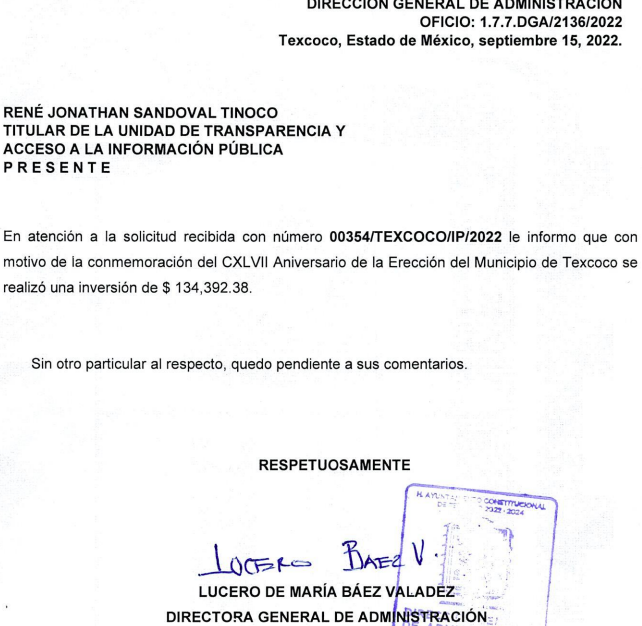 DIRECCIÓN GENERAL DE ADMINISTRACIÓN
OFICIO: 1.7.7.DGA/2136/2022
Texcoco, Estado de México, septiembre 15, 2022.
RENÉ JONATHAN SANDOVAL TINOCO
TITULAR DE LA UNIDAD DE TRANSPARENCIA Y
ACCESO A LA INFORMACIÓN PÚBLICA
P R E S E N T E
En atención a la solicitud recibida con número 00354/TEXCOCO/IP/2022 le informo que con
motivo de la conmemoración del CXLVII Aniversario de la Erección del Municipio de Texcoco se
realizó una inversión de $ 134,392.38.
Sin otro particular al respecto, quedo pendiente a sus comentarios.
RESPETUOSAMENTE
CONSTITUCIONAL
2022 - 2024
LUCERO BAEZ V.
LUCERO DE MARÍA BÁEZ VALADEZ
DIRECTORA GENERAL DE ADMINISTRACIÓN